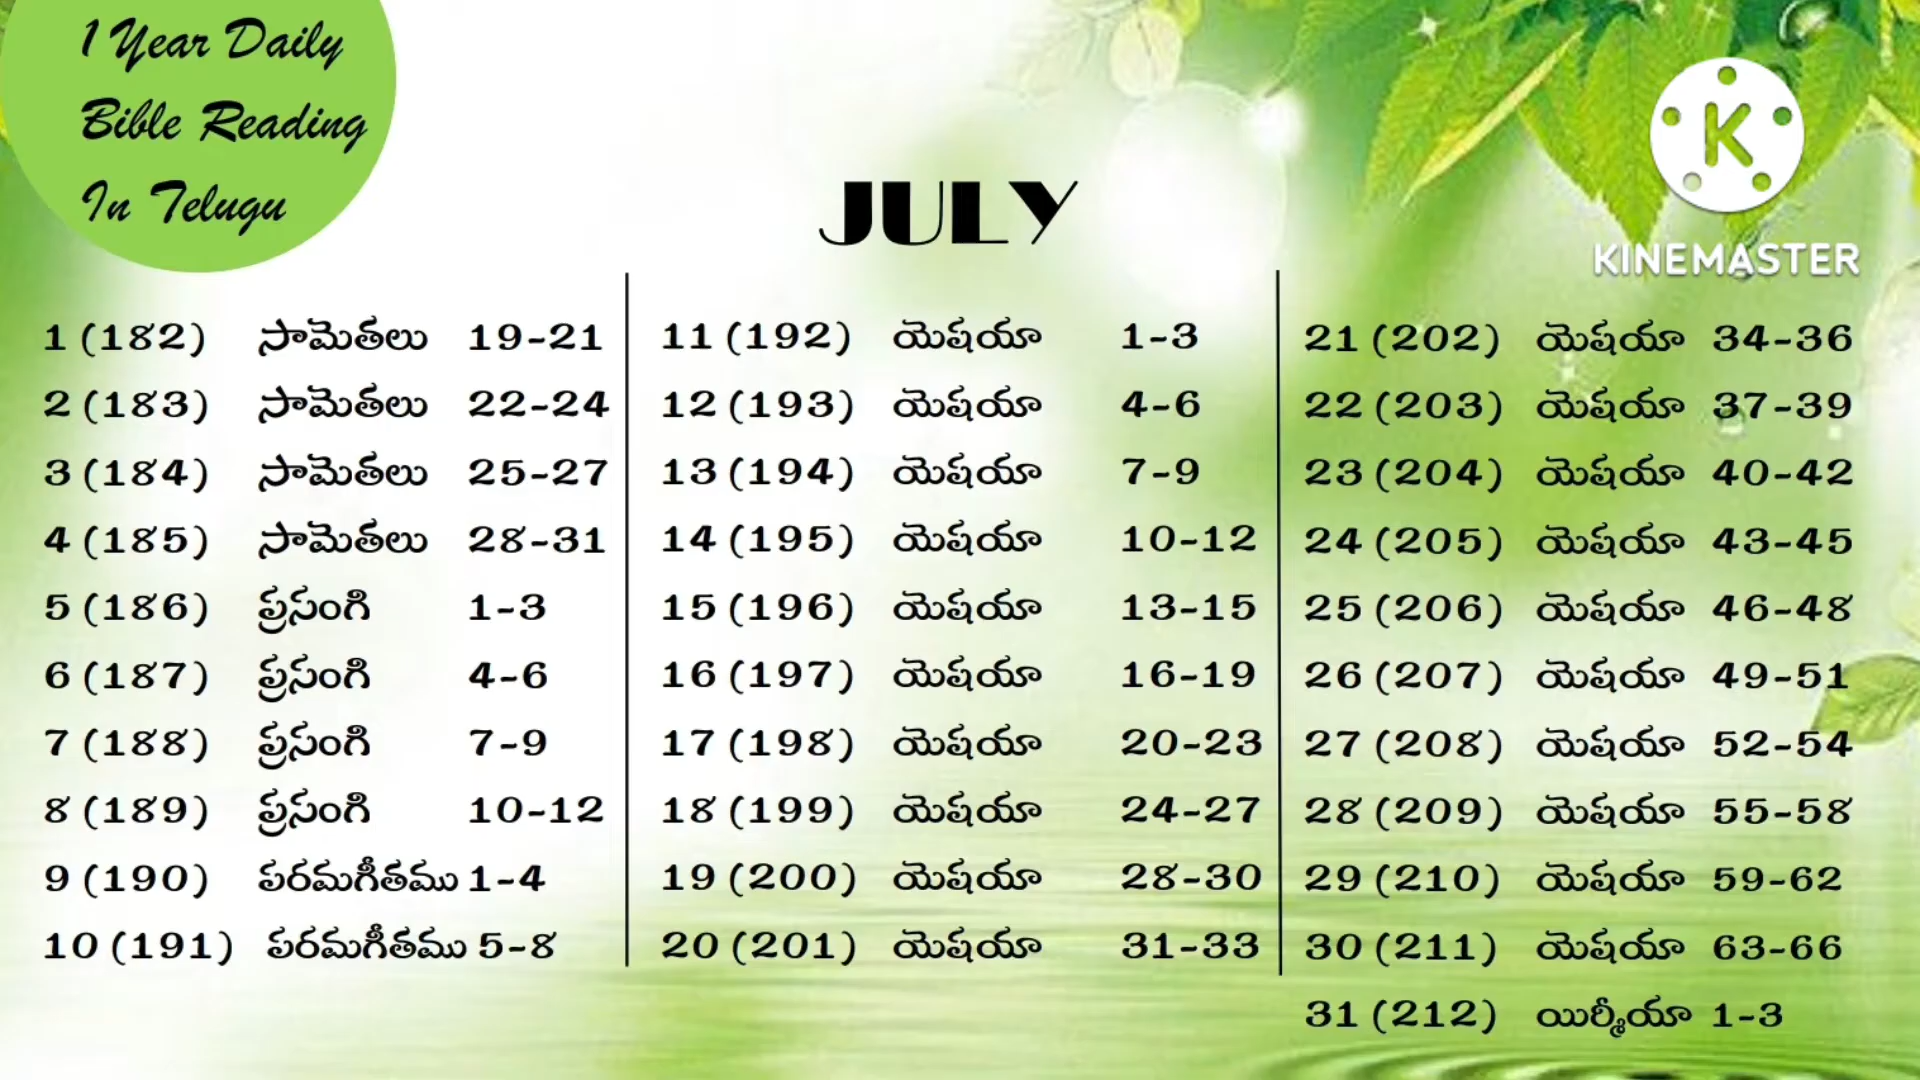 1 Year Daily
Bible Reading
In Telugu
KINEMASTER
JULY
1 (182) సామెతలు 19-21
2 (183) సామెతలు 22-24
3 (184) సామెతలు 25-27
4 (185) సామెతలు 28-31
5 (186) ప్రసంగి 1-3
6 (187) ప్రసంగి 4-6
7 (188) ప్రసంగి 7-9
8 (189) ప్రసంగి 10-12
9 (190) పరమగీతము 1-4
10 (191) పరమగీతము 5-8
11 (192) యెషయా 1-3
12 (193) యెషయా 4-6
13 (194) యెషయా 7-9
14 (195) యెషయా 10-12
15 (196) యెషయా 13-15
16 (197) యెషయా 16-19
17 (198) యెషయా 20-23
18 (199) యెషయా 24-27
19 (200) యెషయా 28-30
20 (201) యెషయా 31-33
21 (202) యెషయా 34-36
22 (203) యెషయా 37-39
23 (204) యెషయా 40-42
24 (205) యెషయా 43-45
25 (206) యెషయా 46-48
26 (207) యెషయా 49-51
27 (208) యెషయా 52-54
28 (209) యెషయా 55-58
29 (210) యెషయా 59-62
30 (211) యెషయా 63-66
31 (212) యిర్మీయా 1-3